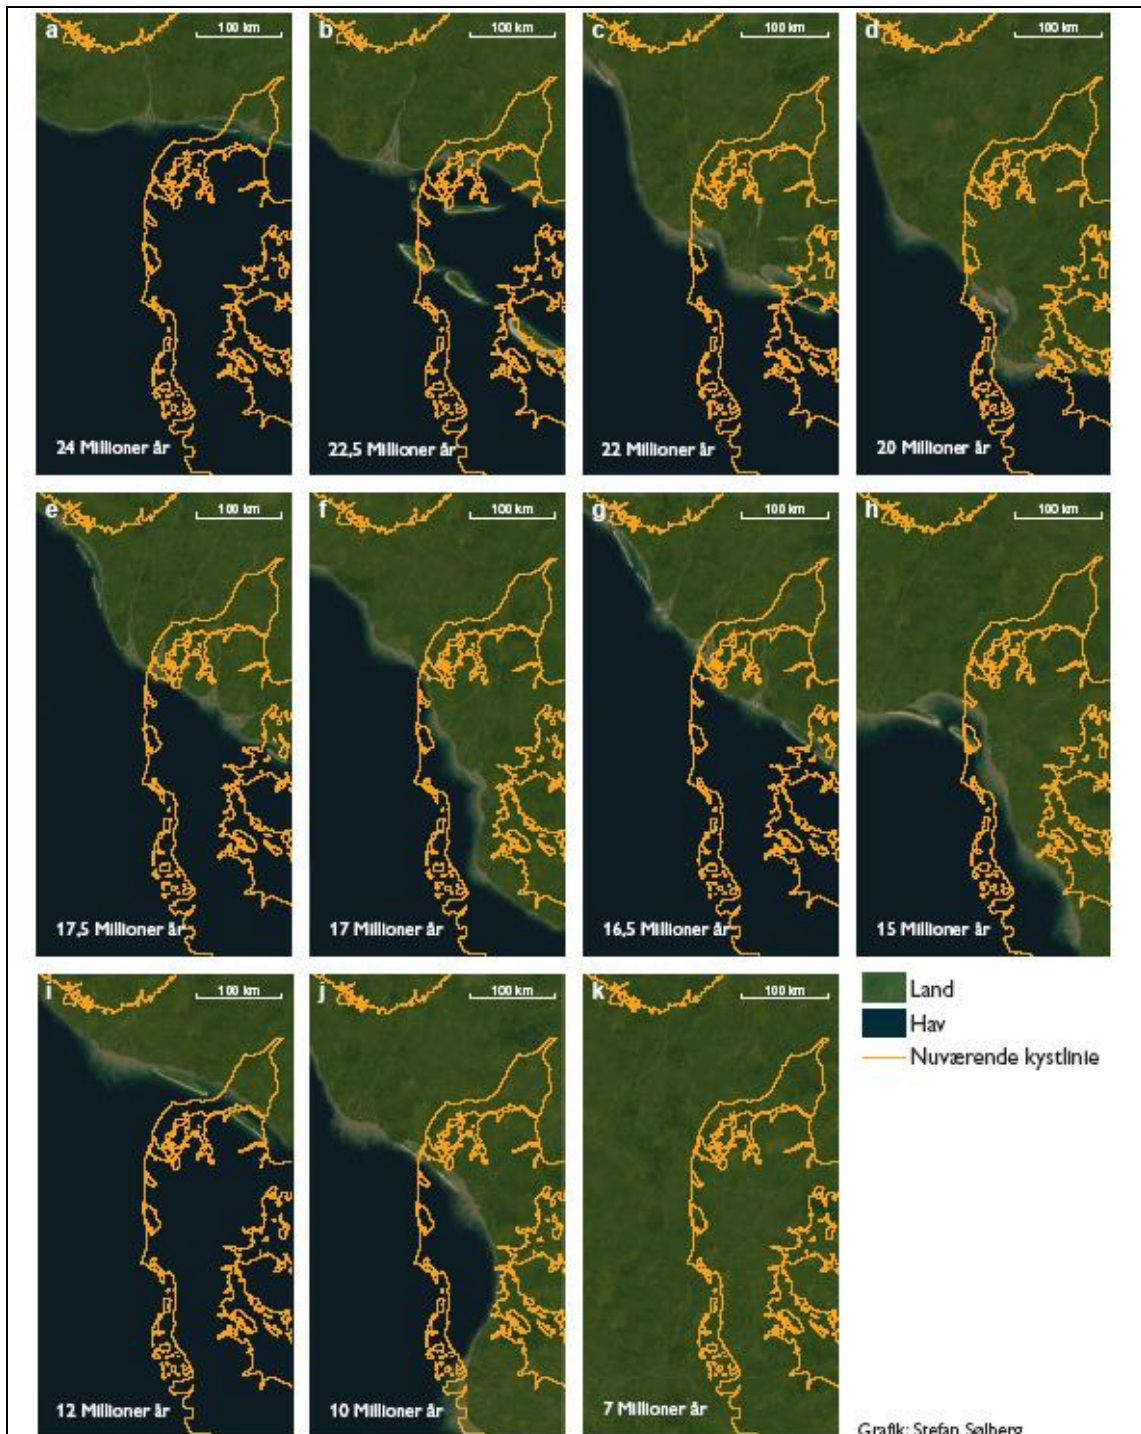 a
100 km
24 Millioner år
b
100 km
22,5 Millioner år
c
100 km
22 Millioner år
d
100 km
20 Millioner år
e
100 km
17,5 Millioner år
f
100 km
17 Millioner år
g
100 km
16,5 Millioner år
h
100 km
15 Millioner år
i
100 km
12 Millioner år
j
100 km
10 Millioner år
k
100 km
7 Millioner år
Land
Hav
Nuværende kystlinie
Grafik: Stefan Sølberg